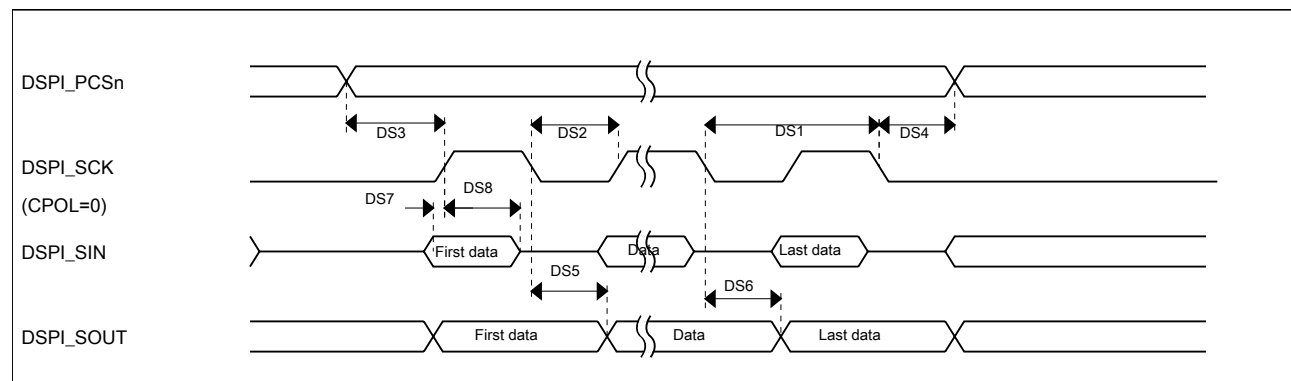 DSPI_PCSn
DS3
DS2
DS1
DS4
DSPI_SCK
(CPOL=0)
DS7
DS8
DSPI_SIN
First data
Data
Last data
DS5
DS6
DSPI_SOUT
First data
Data
Last data